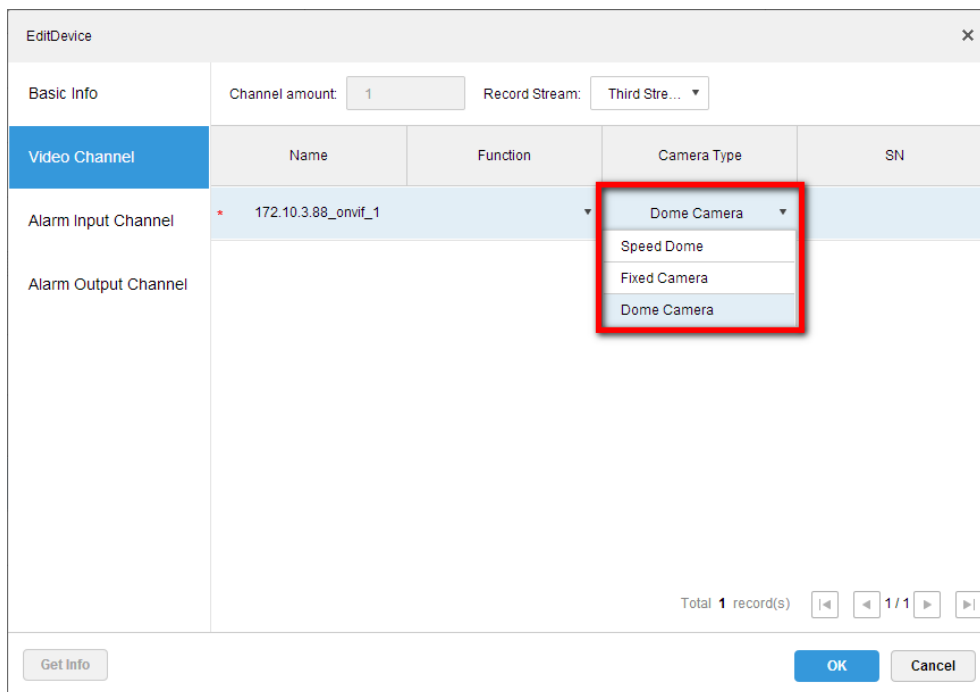 EditDevice
Basic Info
Channel amount: 1 Record Stream: Third Stre...
Video Channel
Name Function Camera Type SN
Alarm Input Channel
* 172.10.3.88_onvif_1 Dome Camera
Speed Dome
Fixed Camera
Alarm Output Channel
Dome Camera
Total 1 record(s) 1 / 1
Get Info OK Cancel